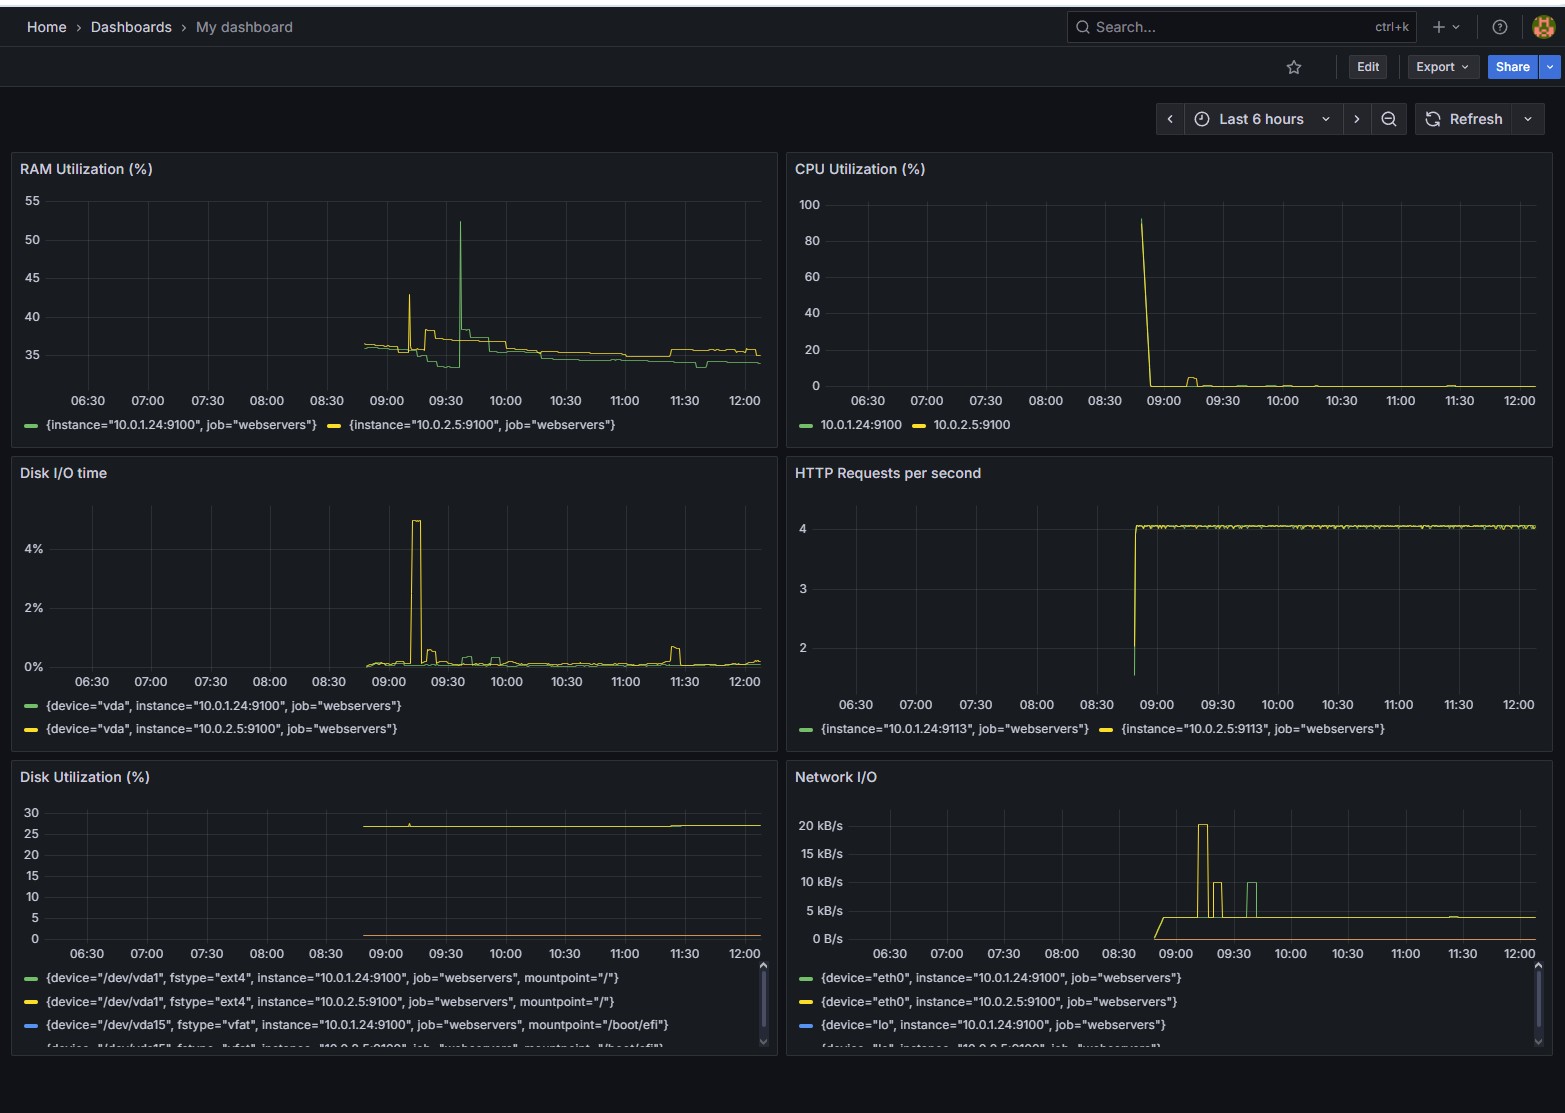 Home › Dashboards › My dashboard Search... ctrl+k
Edit Export Share
Last 6 hours Refresh
RAM Utilization (%)
55
50
45
40
35
06:30 07:00 07:30 08:00 08:30 09:00 09:30 10:00 10:30 11:00 11:30 12:00
{instance="10.0.1.24:9100", job="webservers"} {instance="10.0.2.5:9100", job="webservers"}
CPU Utilization (%)
100
80
60
40
20
0
06:30 07:00 07:30 08:00 08:30 09:00 09:30 10:00 10:30 11:00 11:30 12:00
10.0.1.24:9100 10.0.2.5:9100
Disk I/O time
4%
2%
0%
06:30 07:00 07:30 08:00 08:30 09:00 09:30 10:00 10:30 11:00 11:30 12:00
{device="vda", instance="10.0.1.24:9100", job="webservers"}
{device="vda", instance="10.0.2.5:9100", job="webservers"}
HTTP Requests per second
4
3
2
06:30 07:00 07:30 08:00 08:30 09:00 09:30 10:00 10:30 11:00 11:30 12:00
{instance="10.0.1.24:9113", job="webservers"} {instance="10.0.2.5:9113", job="webservers"}
Disk Utilization (%)
30
25
20
15
10
5
0
06:30 07:00 07:30 08:00 08:30 09:00 09:30 10:00 10:30 11:00 11:30 12:00
{device="/dev/vda1", fstype="ext4", instance="10.0.1.24:9100", job="webservers", mountpoint="/"}
{device="/dev/vda1", fstype="ext4", instance="10.0.2.5:9100", job="webservers", mountpoint="/"}
{device="/dev/vda15", fstype="vfat", instance="10.0.1.24:9100", job="webservers", mountpoint="/boot/efi"}
Network I/O
20 kB/s
15 kB/s
10 kB/s
5 kB/s
0 B/s
06:30 07:00 07:30 08:00 08:30 09:00 09:30 10:00 10:30 11:00 11:30 12:00
{device="eth0", instance="10.0.1.24:9100", job="webservers"}
{device="eth0", instance="10.0.2.5:9100", job="webservers"}
{device="lo", instance="10.0.1.24:9100", job="webservers"}